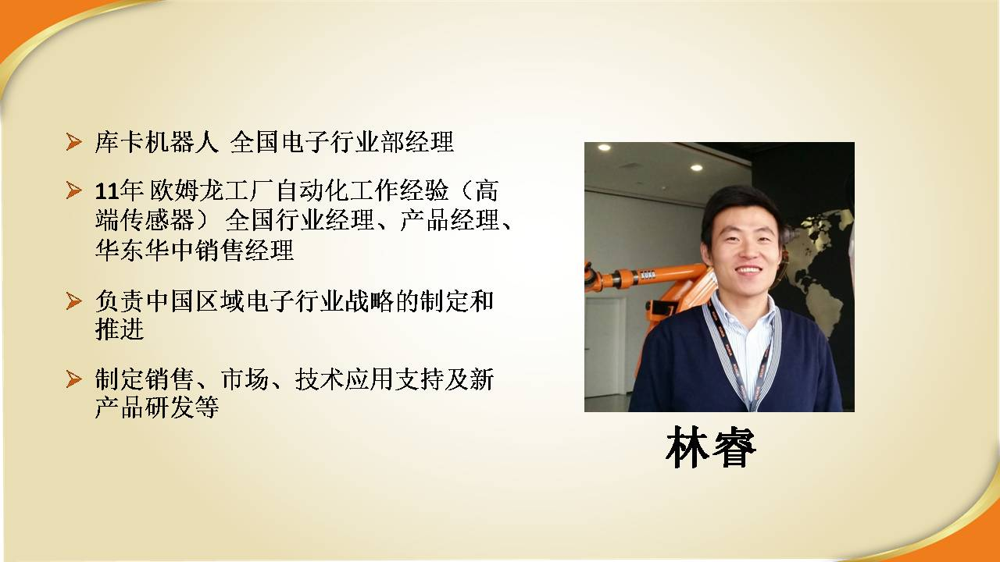 库卡机器人 全国电子行业部经理
11年 欧姆龙工厂自动化工作经验（高
端传感器） 全国行业经理、产品经理、
华东华中销售经理
负责中国区域电子行业战略的制定和
推进
制定销售、市场、技术应用支持及新
产品研发等
KUKA
林睿